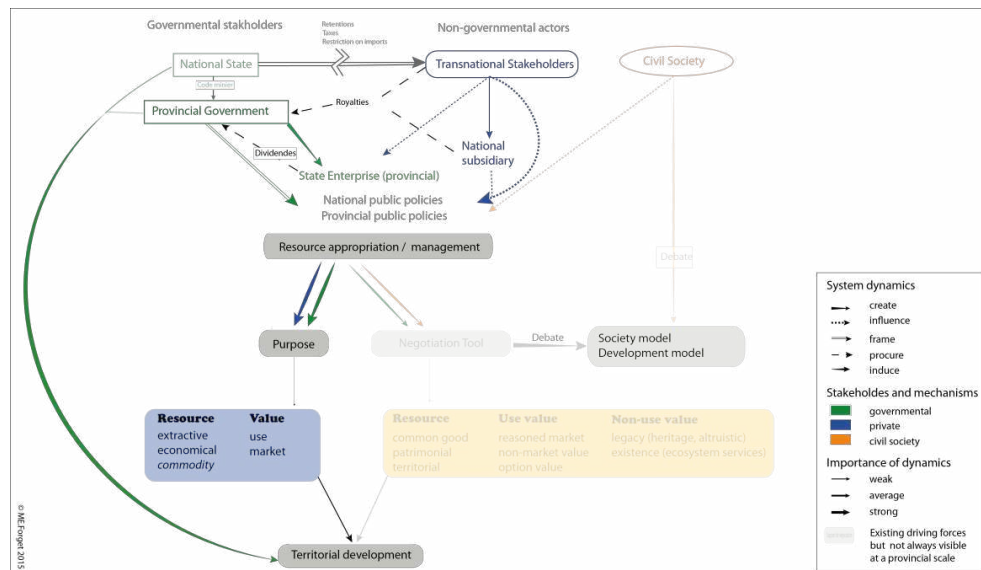 Governmental stakholders
Non-governmental actors
Retentions
Taxes
Restriction on imports
National State
Transnational Stakeholders
Civil Society
Code minier
Provincial Government
Royalties
Dividendes
National
subsidiary
State Enterprise (provincial)
National public policies
Provincial public policies
Resource appropriation / management
Debate
Purpose
Negotiation Tool
Debate
Society model
Development model
Resource Value
extractive use
economical market
commodity
Resource Use value Non-use value
common good reasoned market legacy (heritage, altruistic)
patrimonial non-market value existence (ecosystem services)
territorial option value
Territorial development
System dynamics
create
influence
frame
procure
induce
Stakeholdes and mechanisms
governmental
private
civil society
Importance of dynamics
weak
average
strong
Existing driving forces
but not always visible
at a provincial scale
© ME.Forget 2015